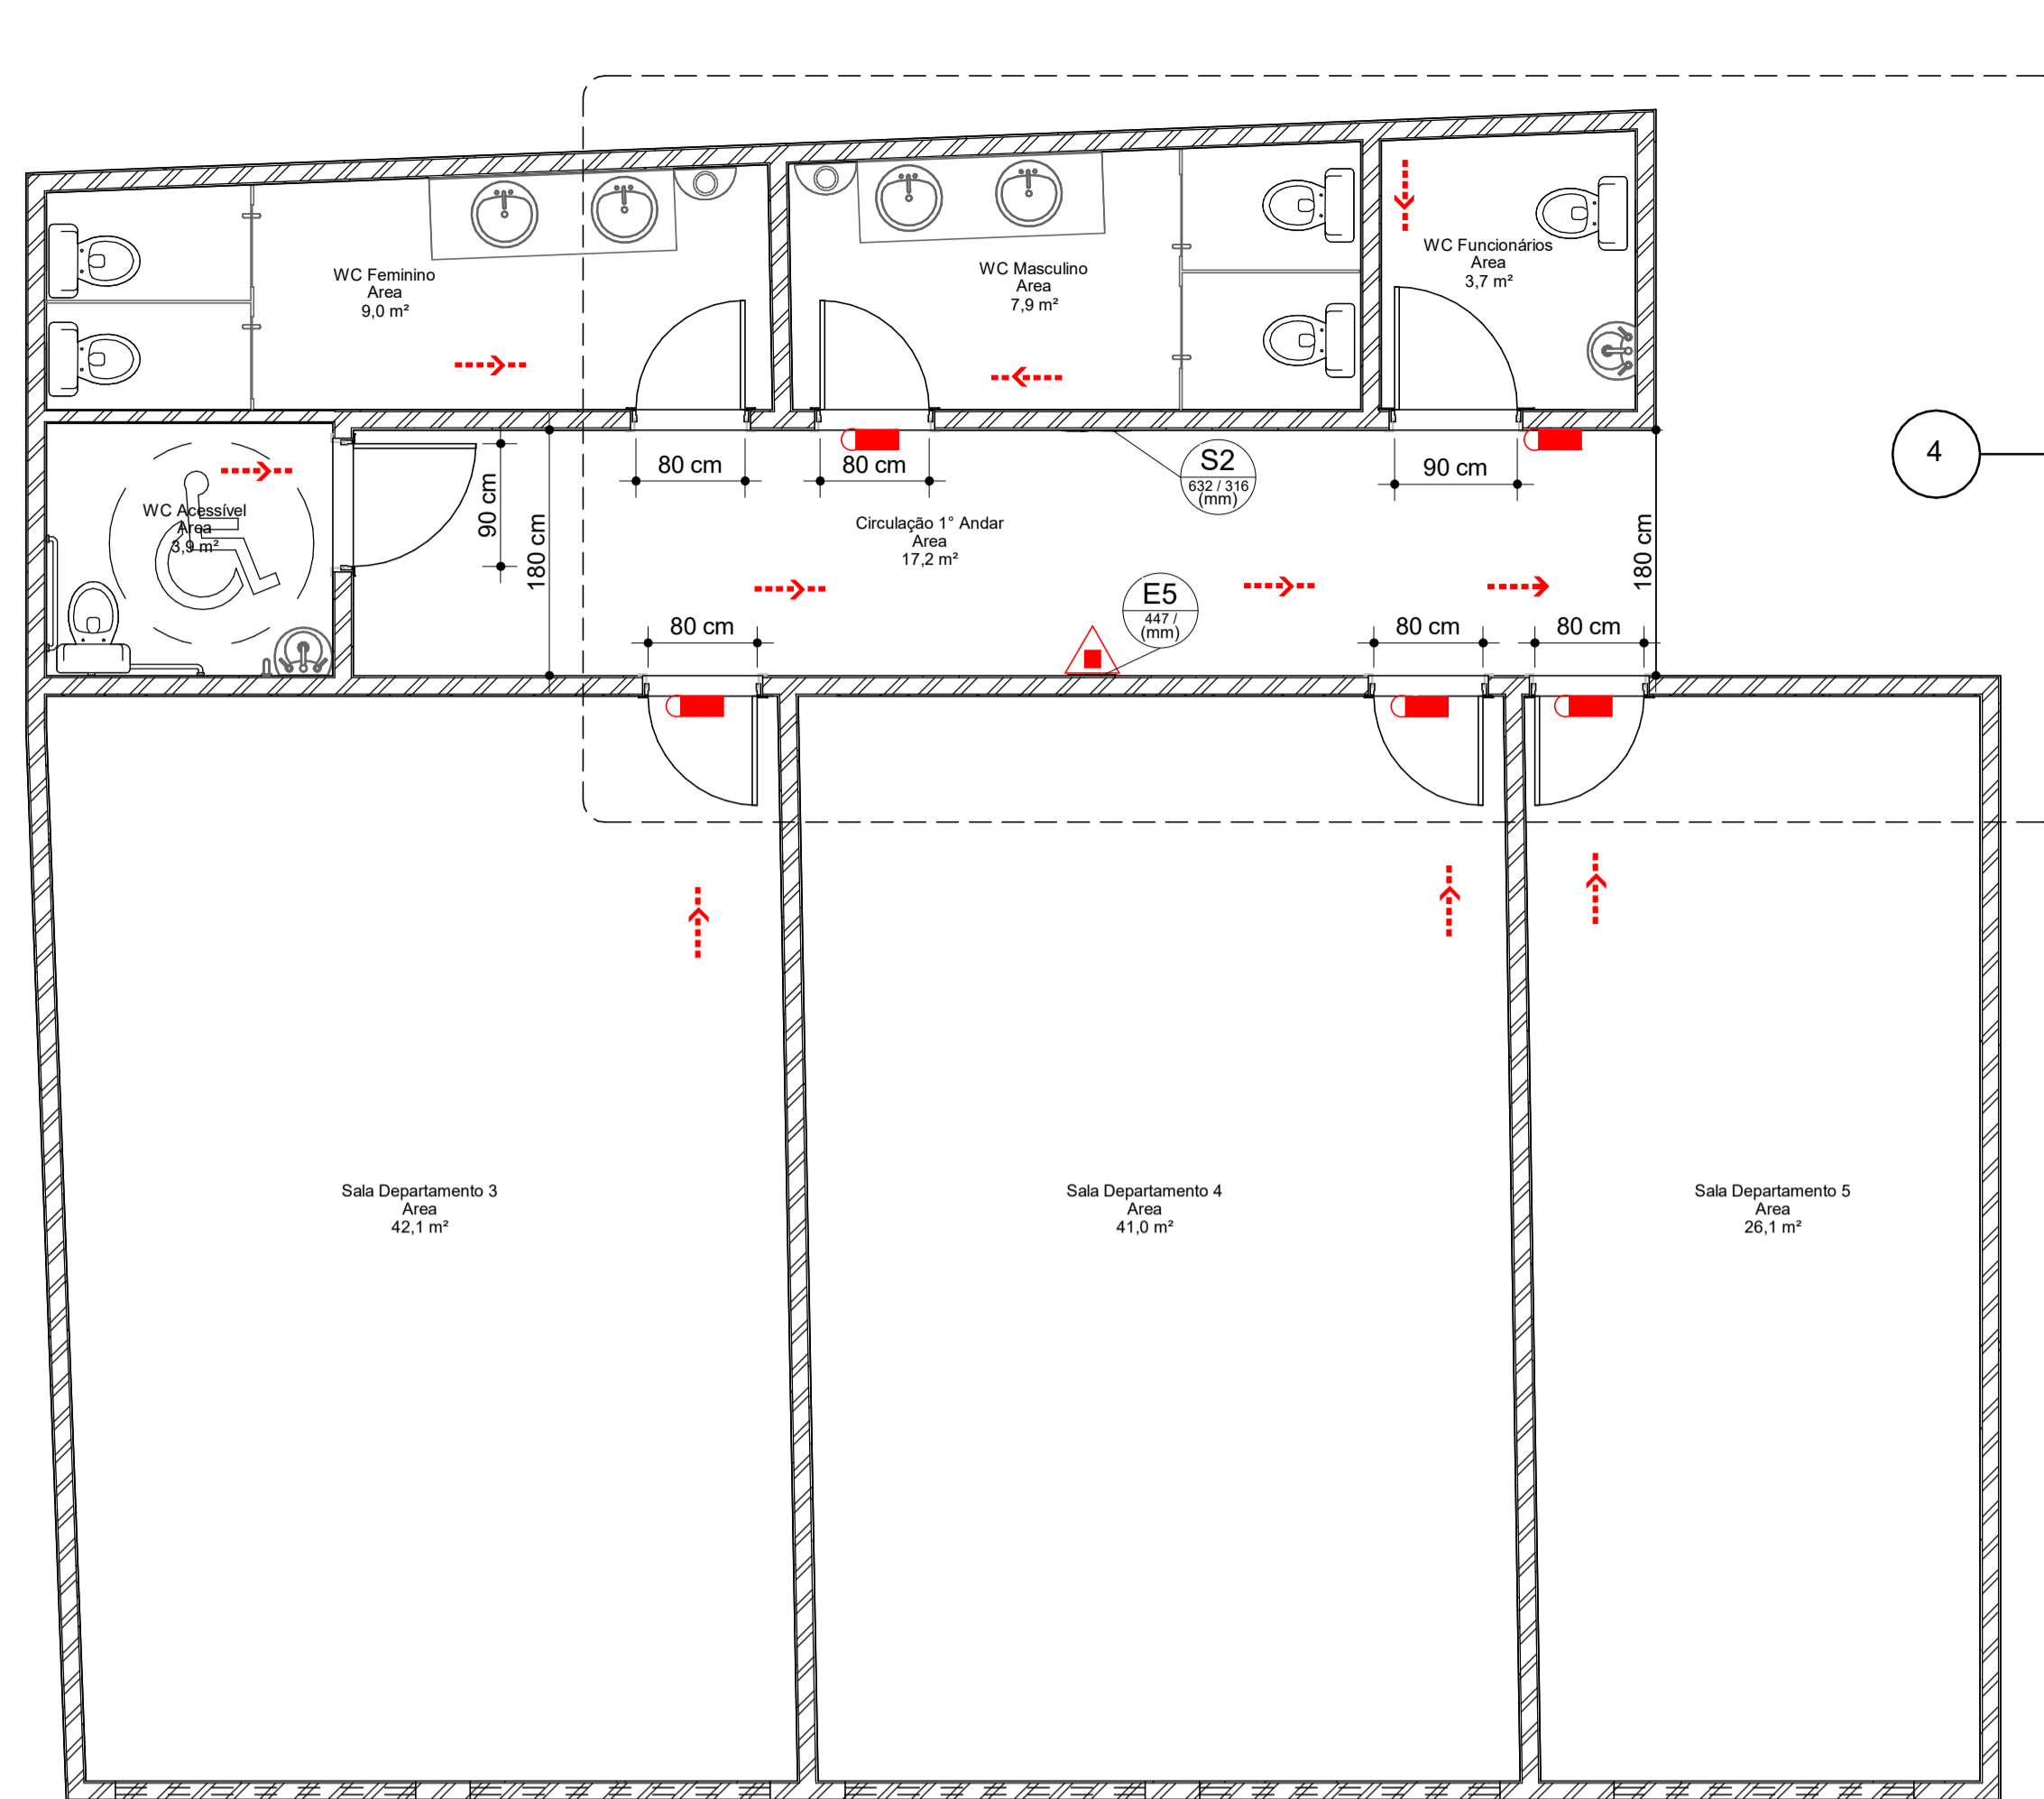 WC Feminino
Area
9,0 m²
WC Masculino
Area
7,9 m²
WC Funcionários
Area
3,7 m²
4
80 cm
80 cm
S2
632 / 316
(mm)
90 cm
90 cm
180 cm
WC Acessível
Area
3,9 m²
Circulação 1° Andar
Area
17,2 m²
180 cm
E5
447 /
(mm)
80 cm
80 cm
80 cm
Sala Departamento 3
Area
42,1 m²
Sala Departamento 4
Area
41,0 m²
Sala Departamento 5
Area
26,1 m²